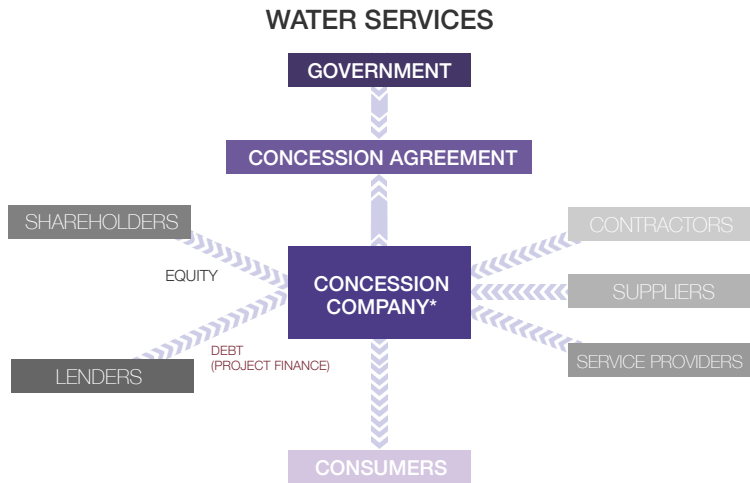 WATER SERVICES
GOVERNMENT
CONCESSION AGREEMENT
SHAREHOLDERS
CONTRACTORS
EQUITY
CONCESSION
COMPANY*
SUPPLIERS
DEBT
(PROJECT FINANCE)
LENDERS
SERVICE PROVIDERS
CONSUMERS